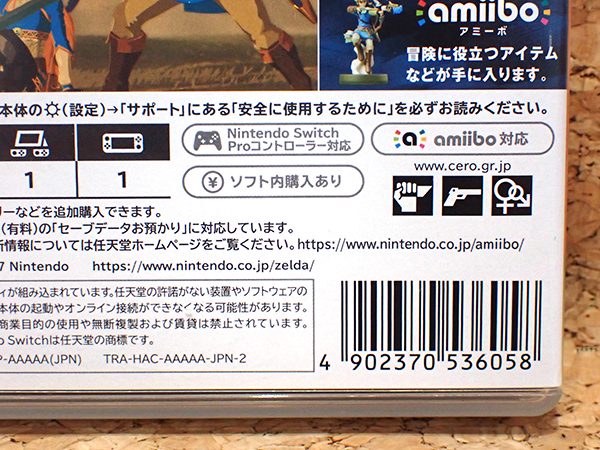 amiibo
アミーボ
冒険に役立つアイテム
などが手に入ります。
本体の(設定)→「サポート」にある「安全に使用するために」を必ずお読みください。
1
1
Nintendo Switch
Proコントローラー対応
amiibo 対応
ソフト内購入あり
www.cero.gr.jp
リーなどを追加購入できます。
(有料)の「セーブデータお預かり」に対応しています。
新情報については任天堂ホームページをご覧ください。https://www.nintendo.co.jp/amiibo/
7 Nintendo https://www.nintendo.co.jp/zelda/
ィが組み込まれています。任天堂の許諾がない装置やソフトウェアの
本体の起動やオンライン接続ができなくなる可能性があります。
商業目的の使用や無断複製および賃貸は禁止されています。
o Switchは任天堂の商標です。
P-AAAAA(JPN) TRA-HAC-AAAAA-JPN-2
4 902370 536058